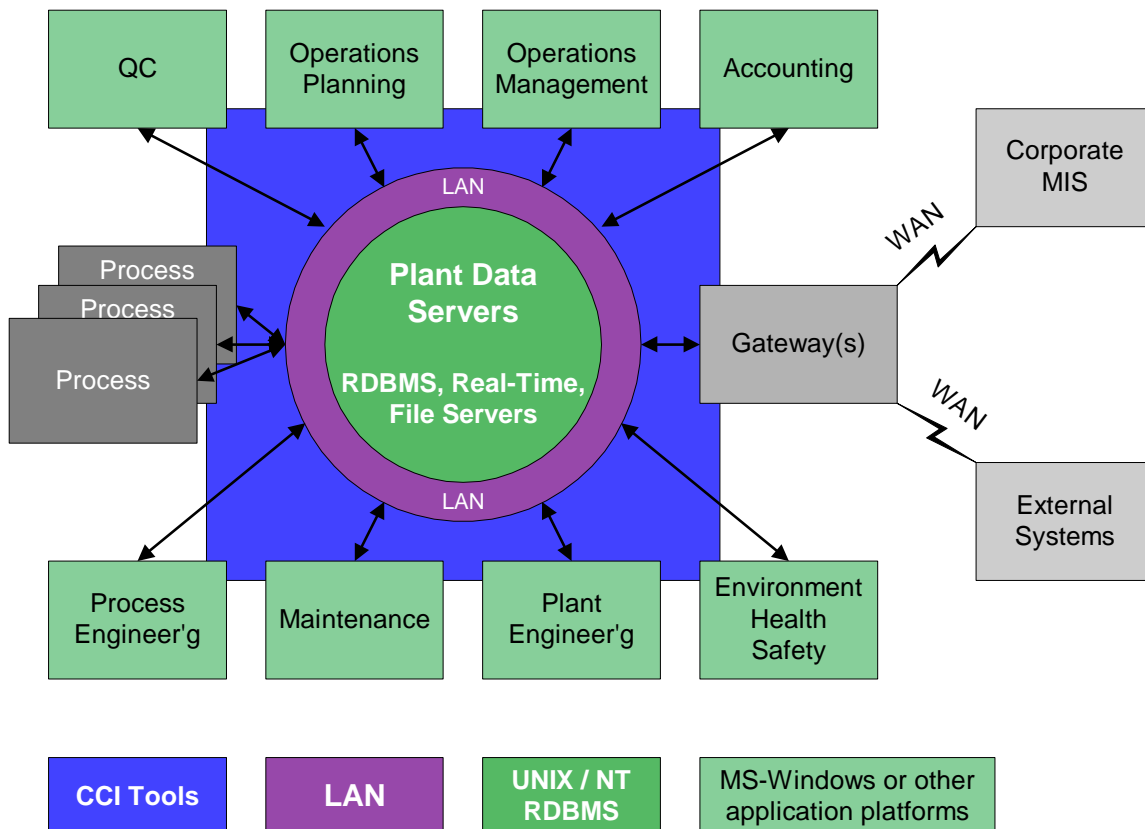 QC
Operations
Planning
Operations
Management
Accounting
Corporate
MIS
LAN
WAN
Process
Process
Process
Plant Data
Servers
RDBMS, Real-Time,
File Servers
Gateway(s)
WAN
LAN
External
Systems
Process
Engineer'g
Maintenance
Plant
Engineer'g
Environment
Health
Safety
CCI Tools
LAN
UNIX / NT
RDBMS
MS-Windows or other
application platforms